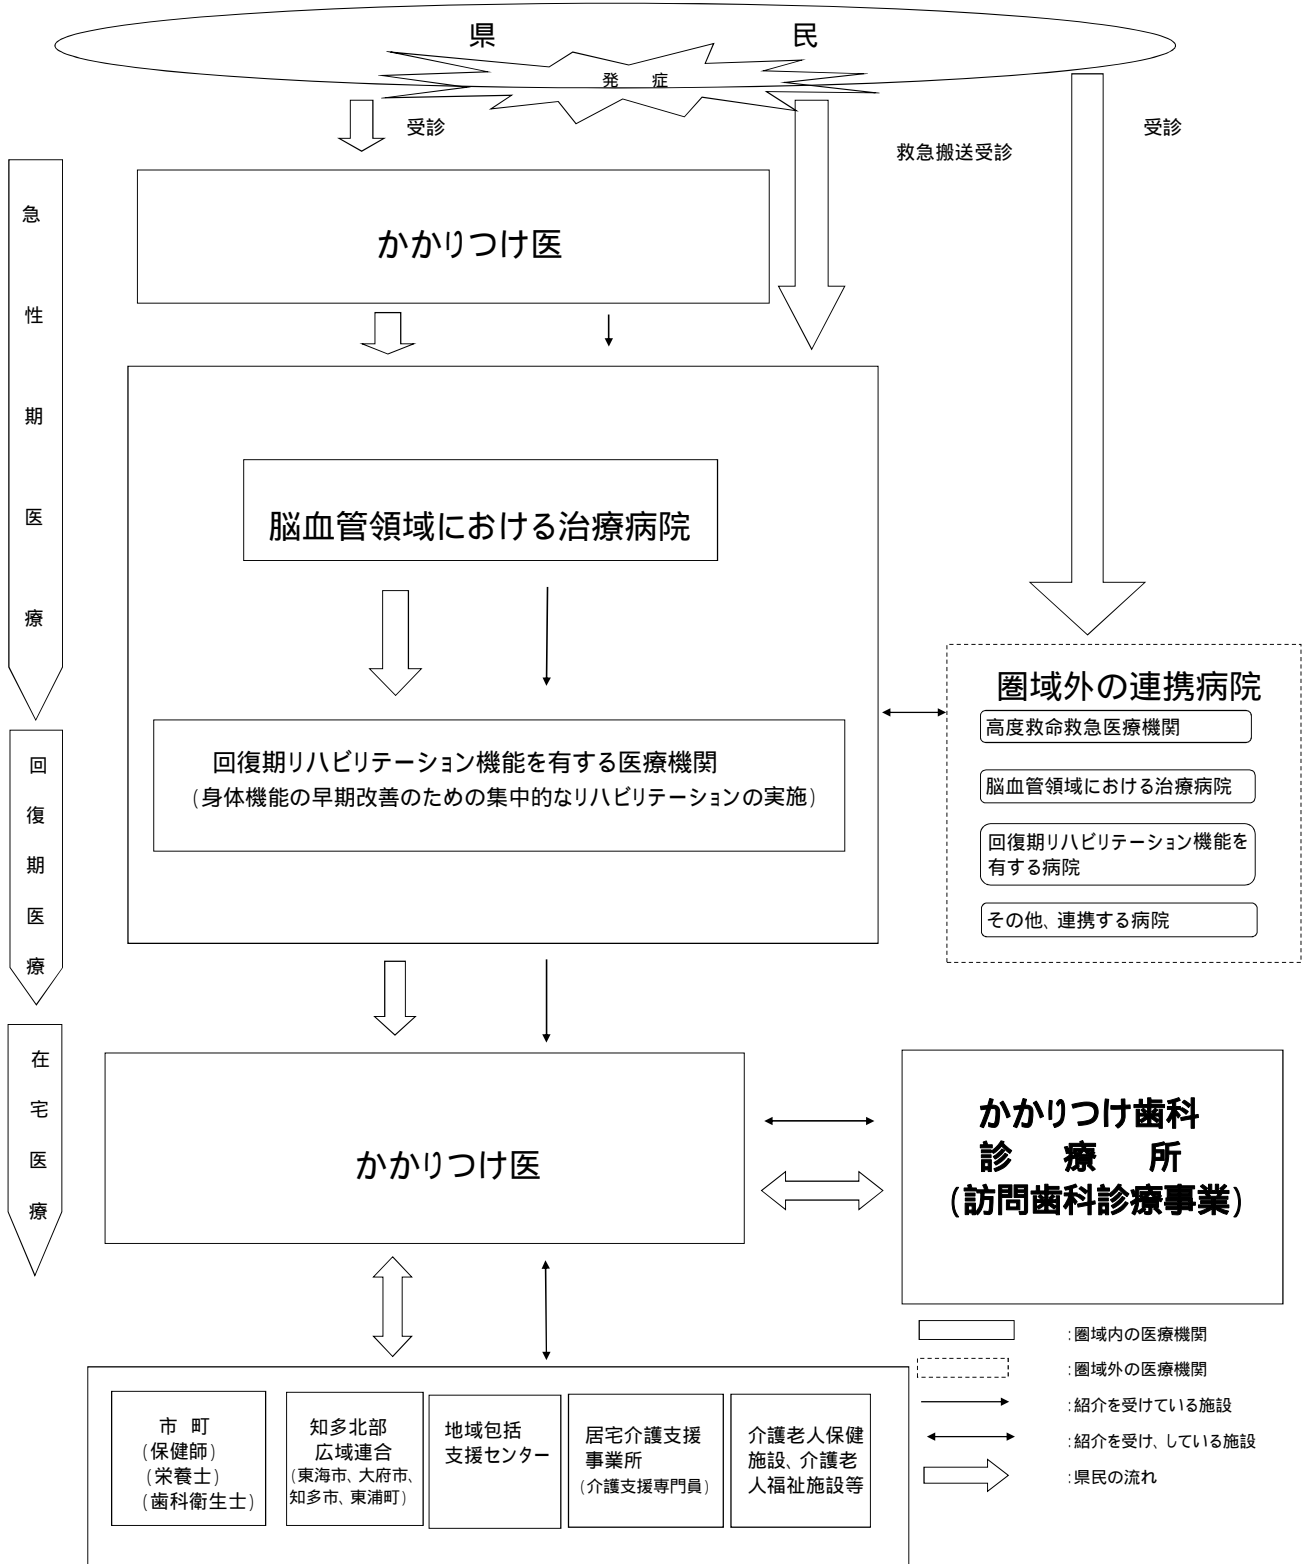 県 民
発 症
受診
救急搬送受診
受診
急性期医療
かかりつけ医
脳血管領域における治療病院
回復期リハビリテーション機能を有する医療機関
(身体機能の早期改善のための集中的なリハビリテーションの実施)
圏域外の連携病院
高度救命救急医療機関
脳血管領域における治療病院
回復期リハビリテーション機能を
有する病院
その他、連携する病院
回復期医療
在宅医療
かかりつけ医
かかりつけ歯科
診 療 所
(訪問歯科診療事業)
市 町
(保健師)
(栄養士)
(歯科衛生士)
知多北部
広域連合
(東海市、大府市、
知多市、東浦町)
地域包括
支援センター
居宅介護支援
事業所
(介護支援専門員)
介護老人保健
施設、介護老
人福祉施設等
:圏域内の医療機関
:圏域外の医療機関
:紹介を受けている施設
:紹介を受け、している施設
:県民の流れ